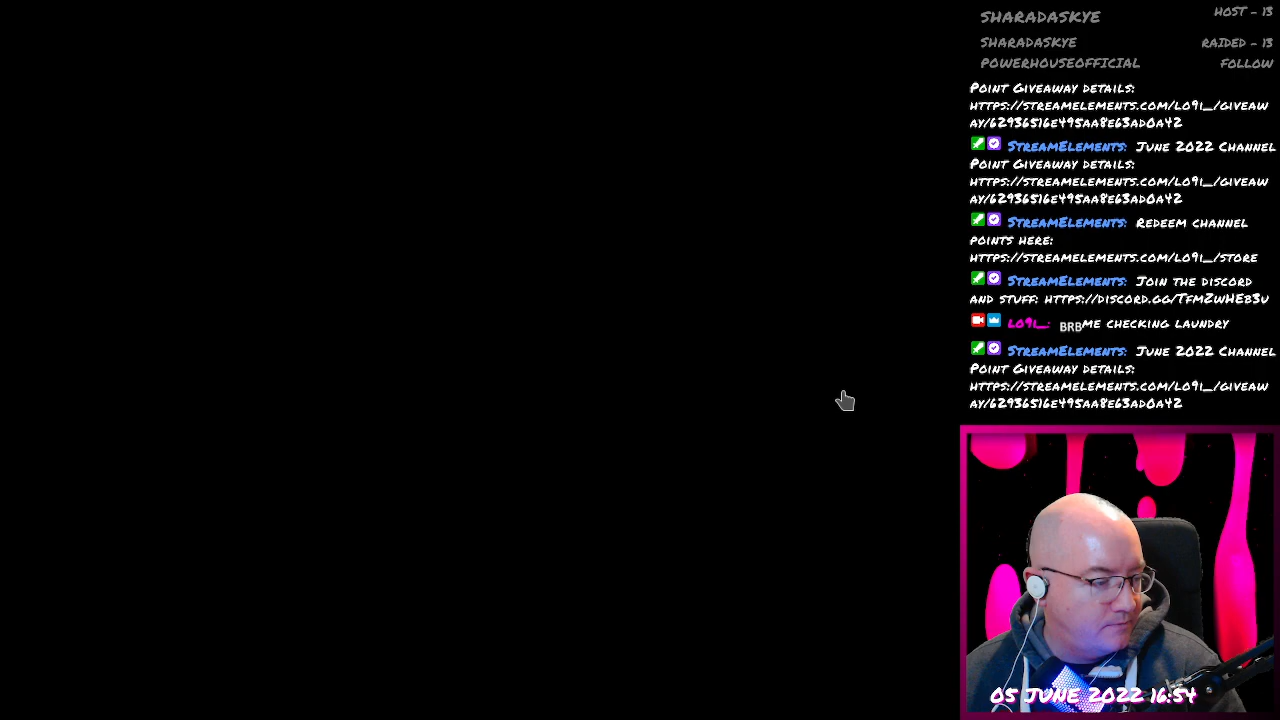 SHARADASKYE HOST - 13
SHARADASKYE RAIDED - 13
POWERHOUSEOFFICIAL FOLLOW
POINT GIVEAWAY DETAILS:
HTTPS://STREAMELEMENTS.COM/LO9I_/GIVEAW
AY/62936516E495AA8E63AD0A42
STREAMELEMENTS: JUNE 2022 CHANNEL
POINT GIVEAWAY DETAILS:
HTTPS://STREAMELEMENTS.COM/LO9I_/GIVEAW
AY/62936516E495AA8E63AD0A42
STREAMELEMENTS: REDEEM CHANNEL
POINTS HERE:
HTTPS://STREAMELEMENTS.COM/LO9I_/STORE
STREAMELEMENTS: JOIN THE DISCORD
AND STUFF: HTTPS://DISCORD.GG/TFMZWHEB3U
LO9I_: BRB ME CHECKING LAUNDRY
STREAMELEMENTS: JUNE 2022 CHANNEL
POINT GIVEAWAY DETAILS:
HTTPS://STREAMELEMENTS.COM/LO9I_/GIVEAW
AY/62936516E495AA8E63AD0A42
05 JUNE 2022 16:54